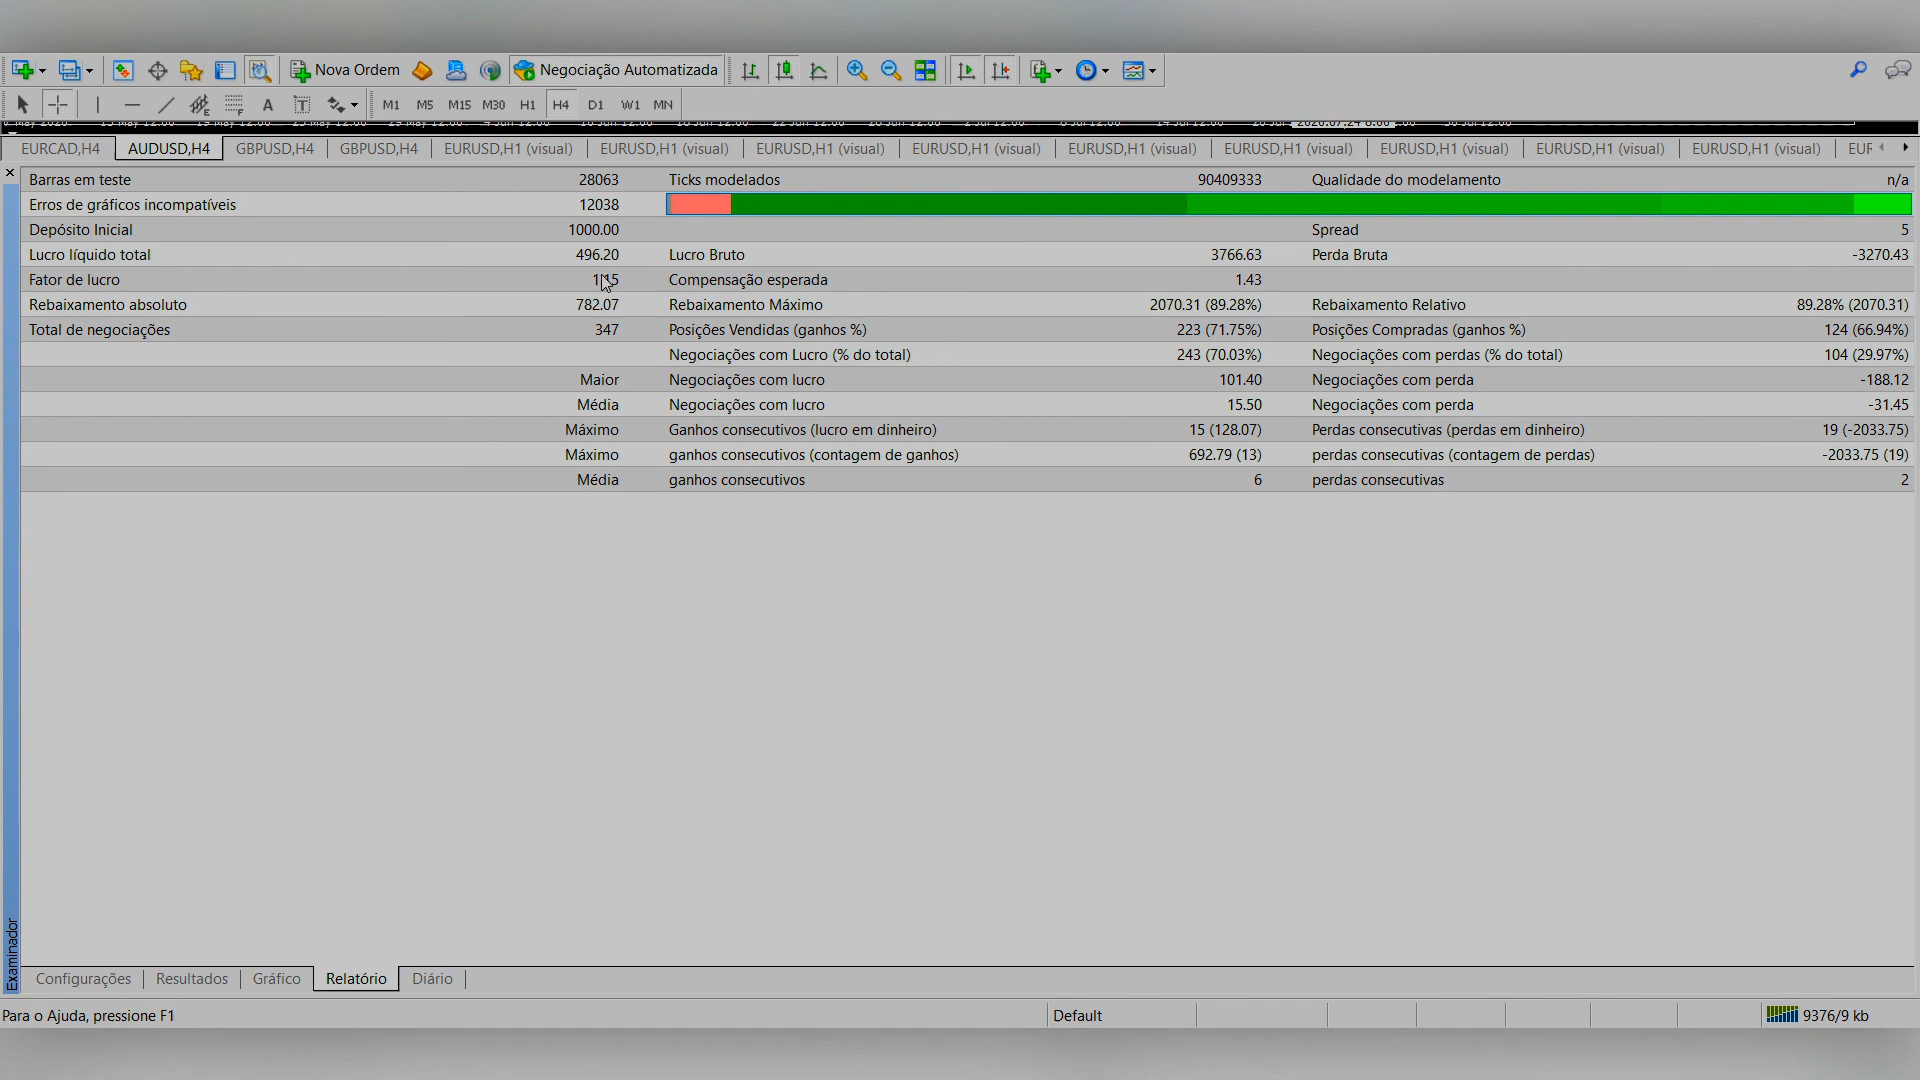 Nova Ordem Negociação Automatizada
A T M1 M5 M15 M30 H1 H4 D1 W1 MN
EURCAD,H4 AUDUSD,H4 GBPUSD,H4 GBPUSD,H4 EURUSD,H1 (visual) EURUSD,H1 (visual) EURUSD,H1 (visual) EURUSD,H1 (visual) EURUSD,H1 (visual) EURUSD,H1 (visual) EURUSD,H1 (visual) EURUSD,H1 (visual) EURUSD,H1 (visual) EUR
Barras em teste 28063 Ticks modelados 90409333 Qualidade do modelamento n/a
Erros de gráficos incompatíveis 12038
Depósito Inicial 1000.00 Spread 5
Lucro líquido total 496.20 Lucro Bruto 3766.63 Perda Bruta -3270.43
Fator de lucro 1.15 Compensação esperada 1.43
Rebaixamento absoluto 782.07 Rebaixamento Máximo 2070.31 (89.28%) Rebaixamento Relativo 89.28% (2070.31)
Total de negociações 347 Posições Vendidas (ganhos %) 223 (71.75%) Posições Compradas (ganhos %) 124 (66.94%)
Negociações com Lucro (% do total) 243 (70.03%) Negociações com perdas (% do total) 104 (29.97%)
Maior Negociações com lucro 101.40 Negociações com perda -188.12
Média Negociações com lucro 15.50 Negociações com perda -31.45
Máximo Ganhos consecutivos (lucro em dinheiro) 15 (128.07) Perdas consecutivas (perdas em dinheiro) 19 (-2033.75)
Máximo ganhos consecutivos (contagem de ganhos) 692.79 (13) perdas consecutivas (contagem de perdas) -2033.75 (19)
Média ganhos consecutivos 6 perdas consecutivas 2
Examinador
Configurações Resultados Gráfico Relatório Diário
Para o Ajuda, pressione F1 Default 9376/9 kb